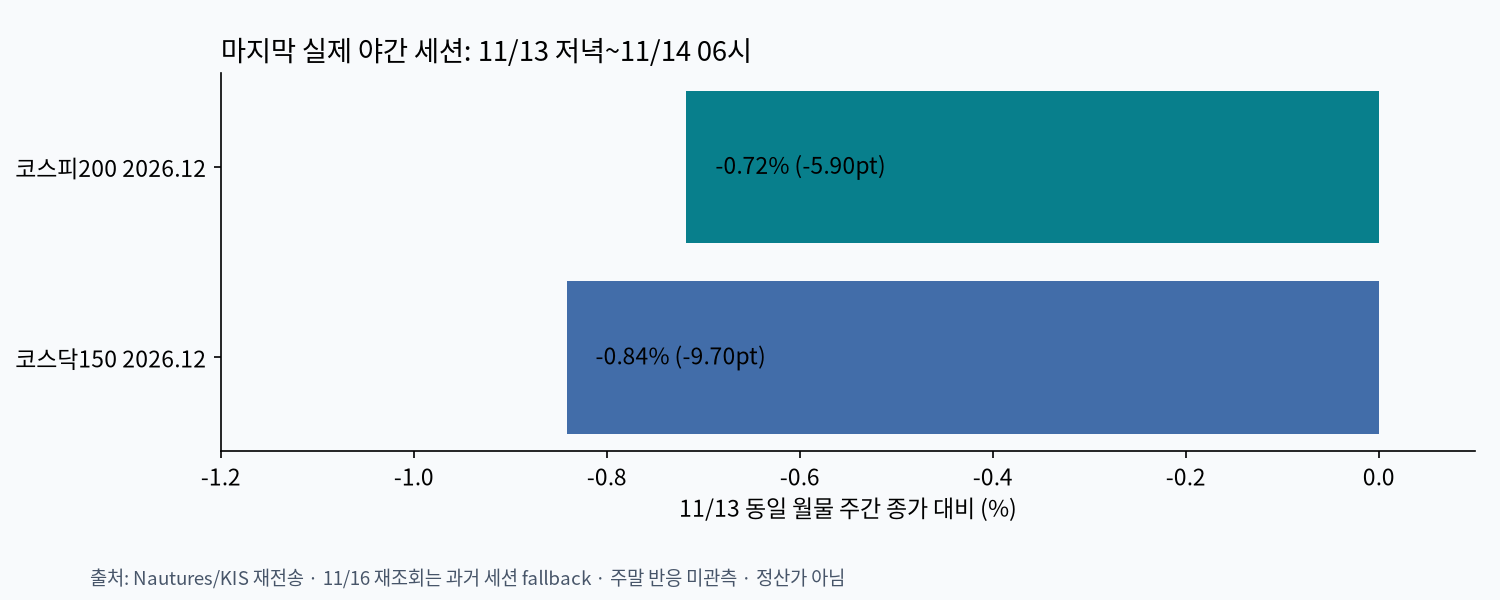 마지막 실제 야간 세션: 11/13 저녁~11/14 06시
코스피200 2026.12
-0.72% (-5.90pt)
코스닥150 2026.12
-0.84% (-9.70pt)
-1.2 -1.0 -0.8 -0.6 -0.4 -0.2 0.0
11/13 동일 월물 주간 종가 대비 (%)
출처: Nautures/KIS 재전송 · 11/16 재조회는 과거 세션 fallback · 주말 반응 미관측 · 정산가 아님